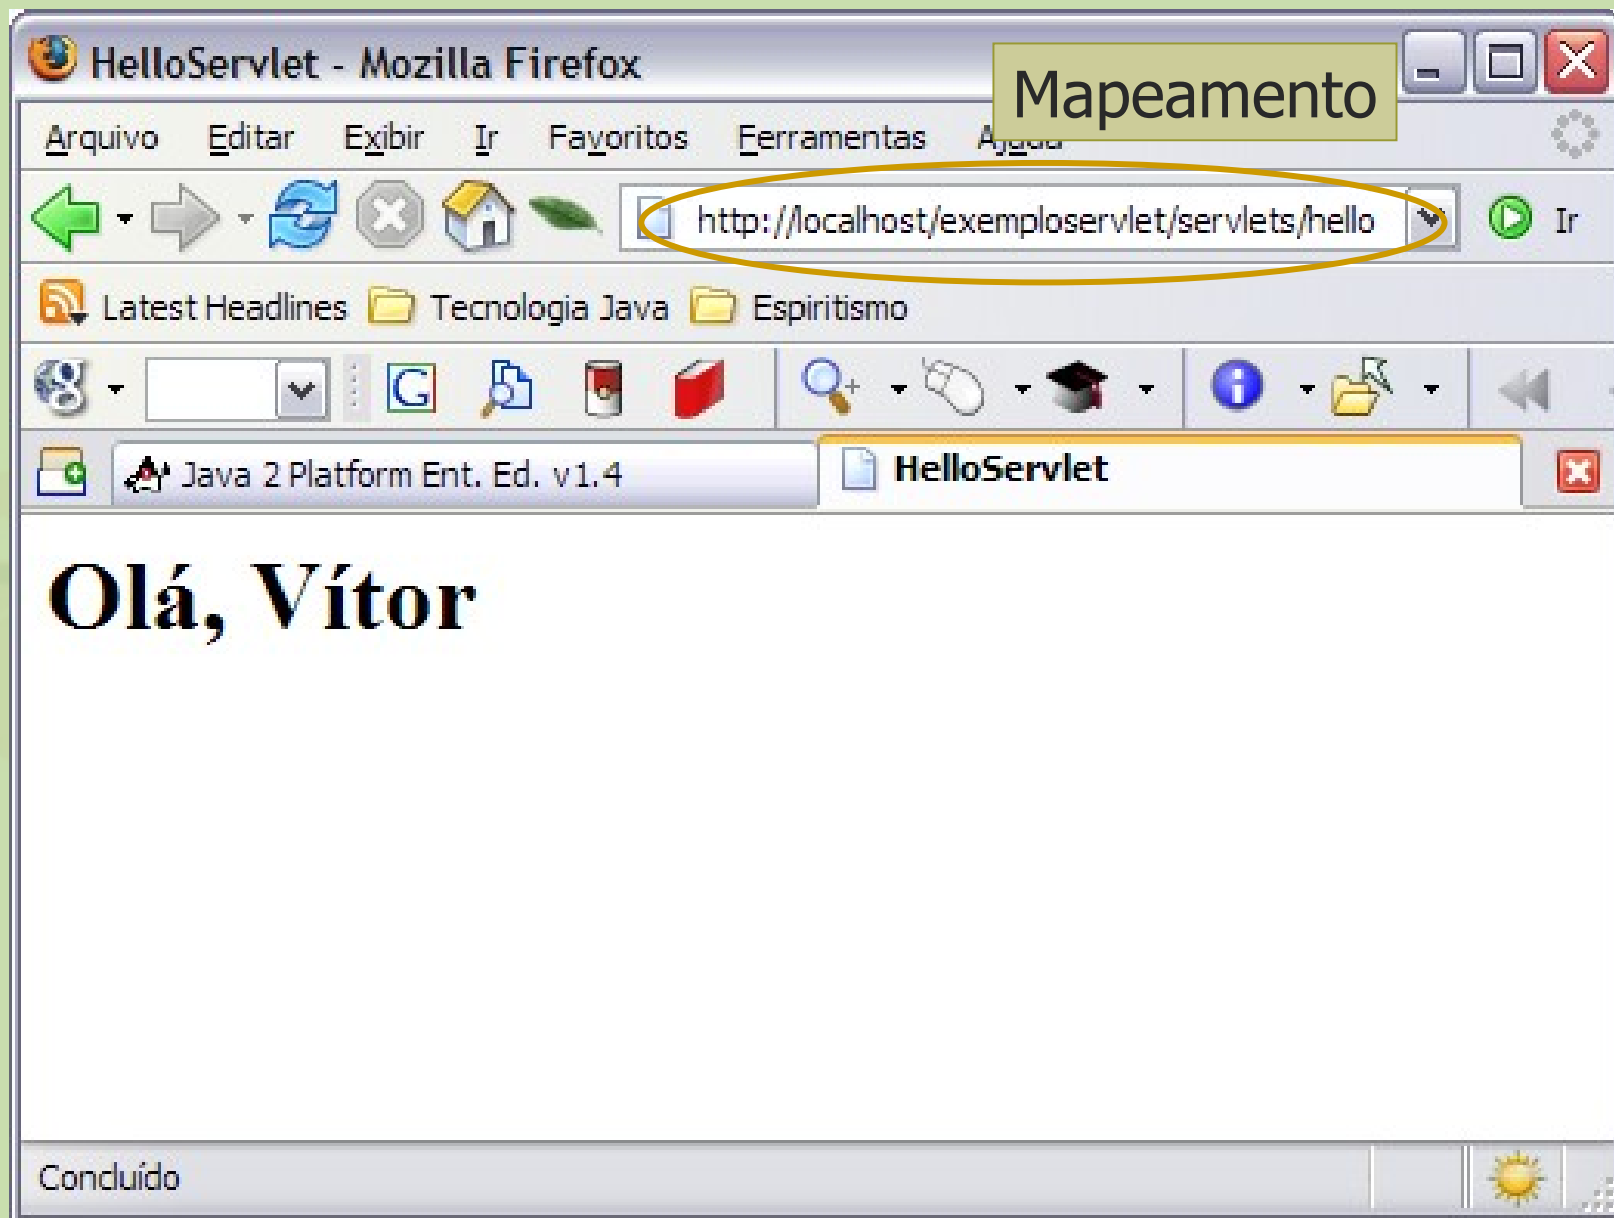 HelloServlet - Mozilla Firefox
Mapeamento
Arquivo Editar Exibir Ir Favoritos Ferramentas Ajuda
http://localhost/exemploservlet/servlets/hello Ir
Latest Headlines Tecnologia Java Espiritismo
G
Java 2 Platform Ent. Ed. v1.4 HelloServlet
Olá, Vítor
Concluído